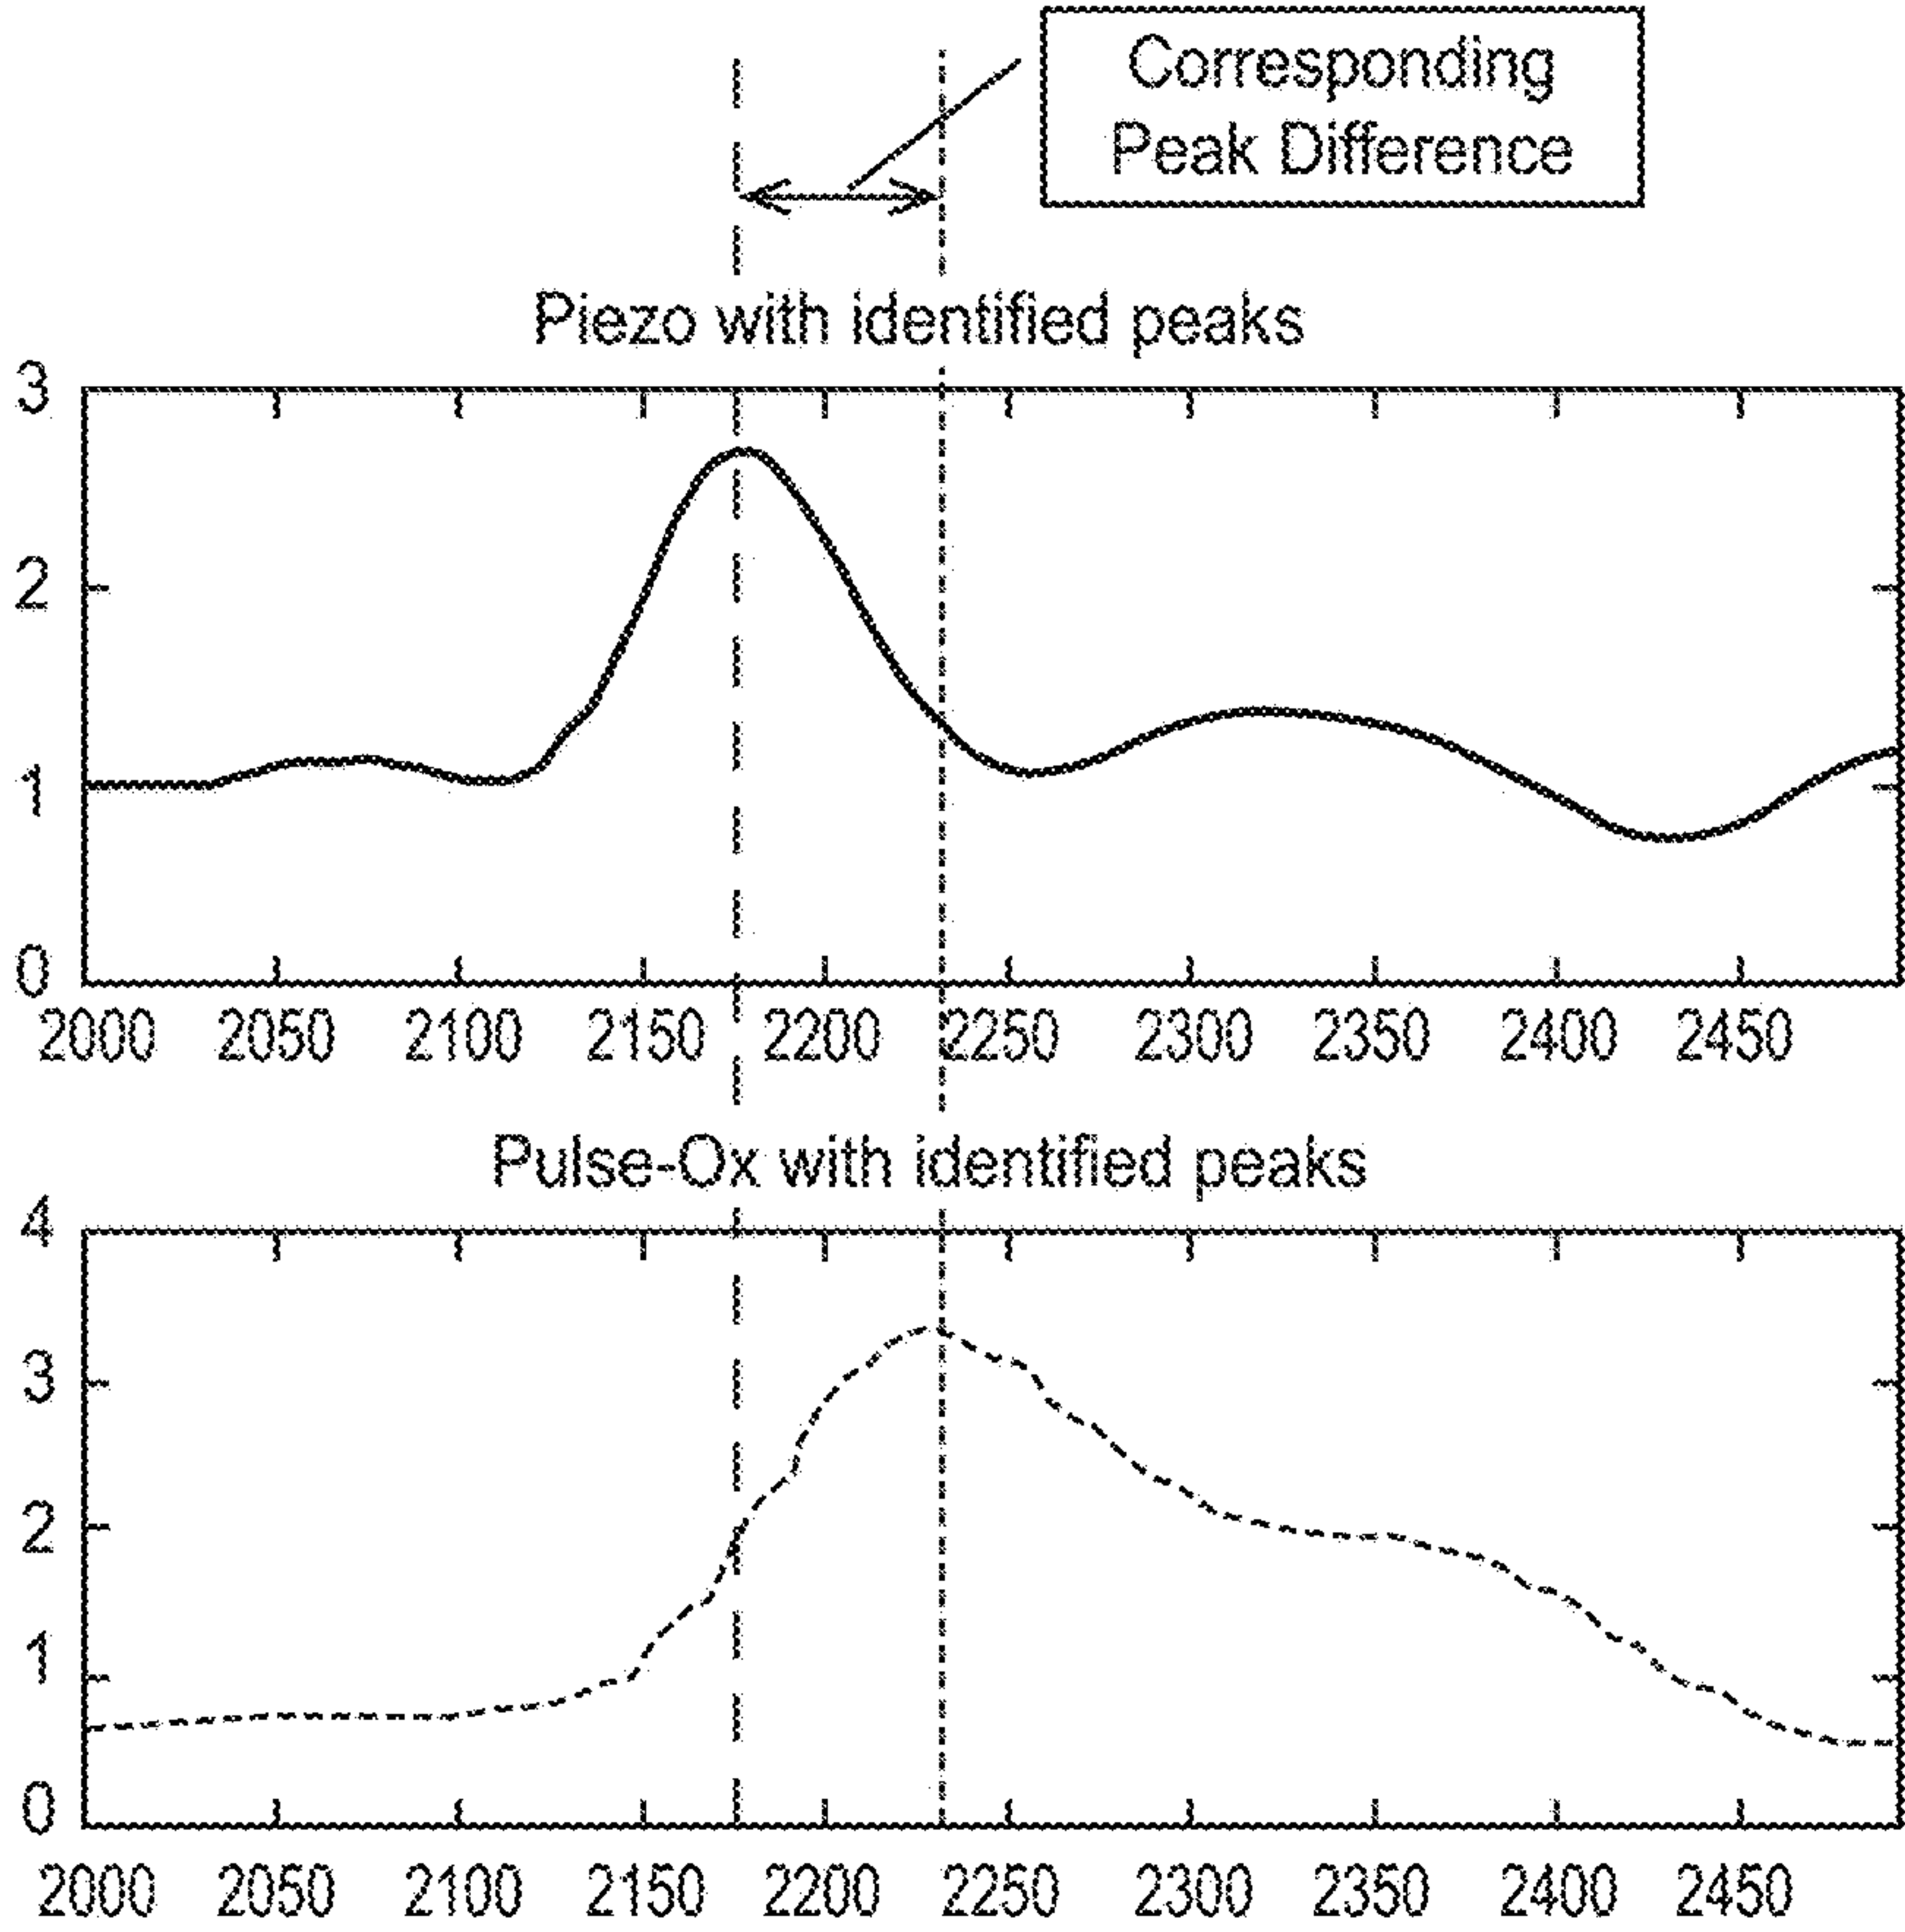 Corresponding
Peak Difference
Piezo with identified peaks
3
2
1
0
2000 2050 2100 2150 2200 2250 2300 2350 2400 2450
Pulse-Ox with identified peaks
4
3
2
1
0
2000 2050 2100 2150 2200 2250 2300 2350 2400 2450